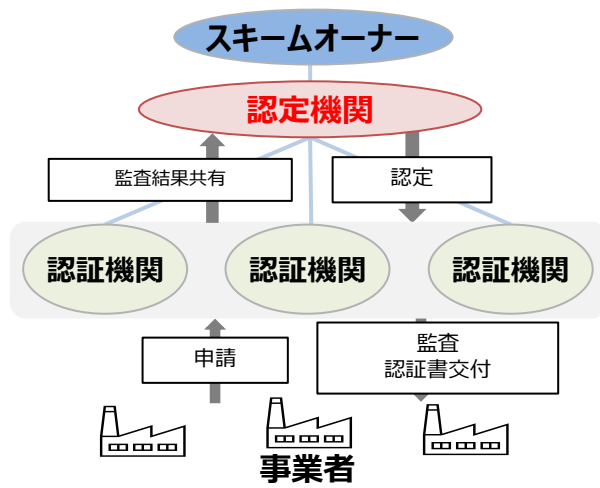 スキームオーナー
認定機関
監査結果共有
認定
認証機関
認証機関
認証機関
申請
監査
認証書交付
事業者